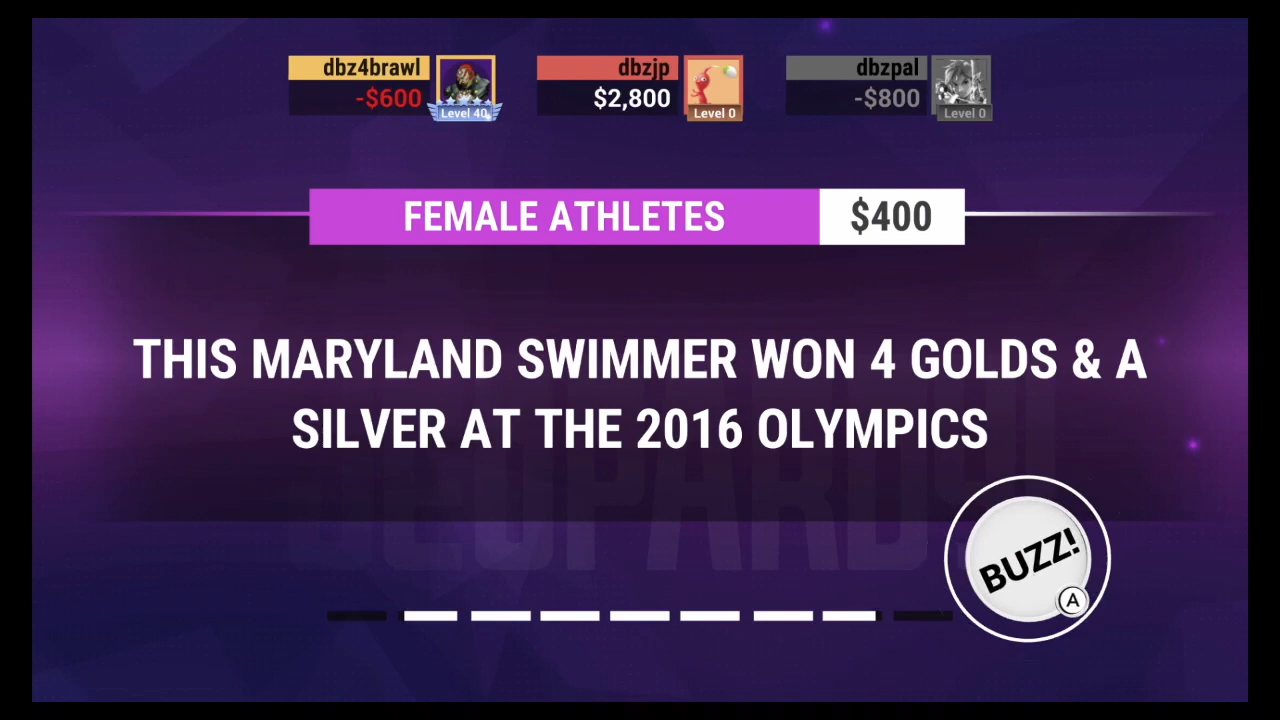 dbz4brawl
-$600
Level 40
dbzjp
$2,800
Level 0
dbzpal
-$800
Level 0
FEMALE ATHLETES $400
THIS MARYLAND SWIMMER WON 4 GOLDS & A
SILVER AT THE 2016 OLYMPICS
JEOPARDY!
BUZZ!
A